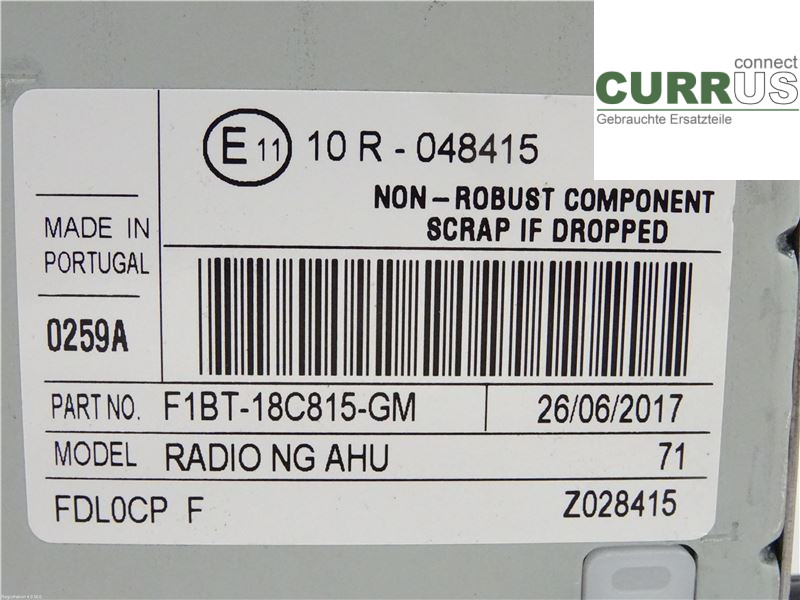 connect
CURRUS
Gebrauchte Ersatzteile
E 11 10 R - 048415
NON - ROBUST COMPONENT
SCRAP IF DROPPED
MADE IN
PORTUGAL
0259A
PART NO. F1BT-18C815-GM 26/06/2017
MODEL RADIO NG AHU 71
FDL0CP F Z028415